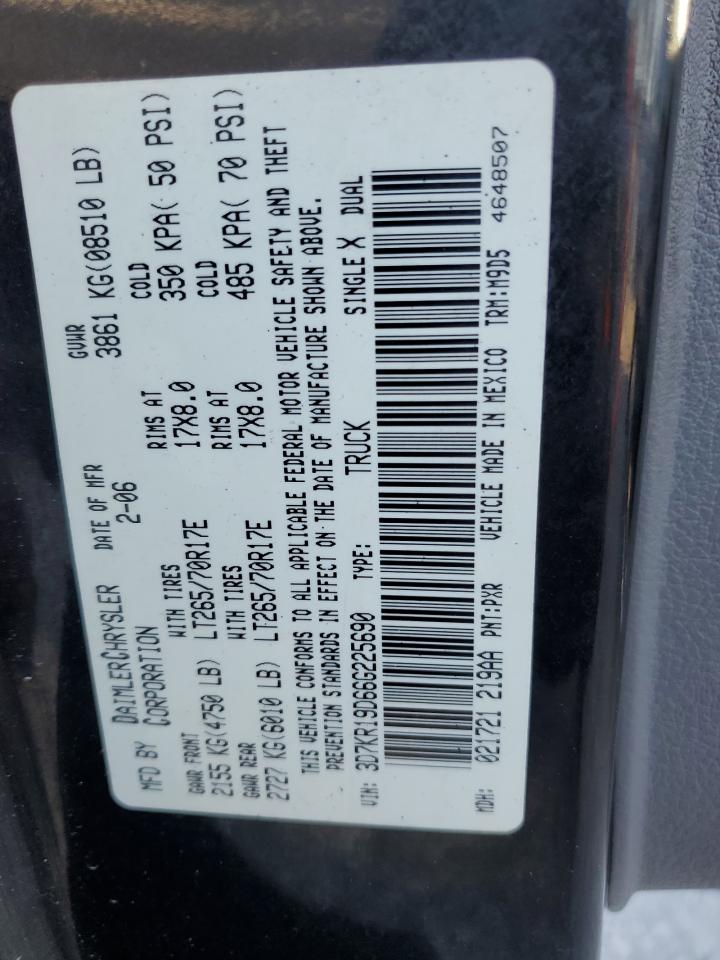 MFD BY DAIMLERCHRYSLER CORPORATION DATE OF MFR 2-06 GVWR 3861 KG(08510 LB)
GAWR FRONT WITH TIRES RIMS AT COLD
2155 KG(4750 LB) LT265/70R17E 17X8.0 350 KPA( 50 PSI)
GAWR REAR WITH TIRES RIMS AT COLD
2727 KG(6010 LB) LT265/70R17E 17X8.0 485 KPA( 70 PSI)
THIS VEHICLE CONFORMS TO ALL APPLICABLE FEDERAL MOTOR VEHICLE SAFETY AND THEFT
PREVENTION STANDARDS IN EFFECT ON THE DATE OF MANUFACTURE SHOWN ABOVE.
VIN: 3D7KR19D66G225690 TYPE: TRUCK SINGLE X DUAL
MDH: 021721 219AA PNT:PXR VEHICLE MADE IN MEXICO TRM:M9D5 4648507